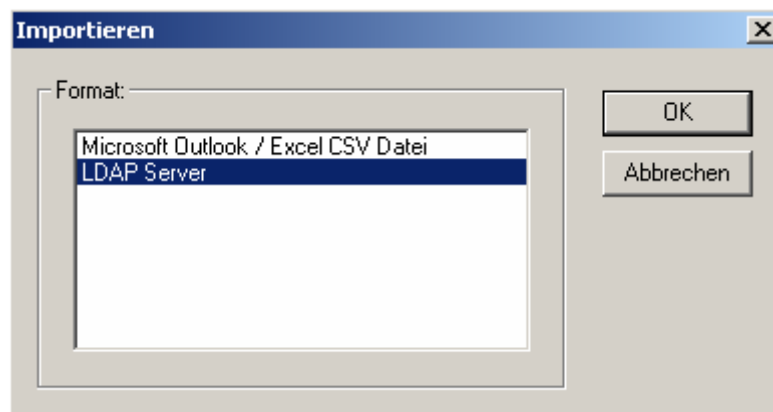 Importieren
Format:
Microsoft Outlook / Excel CSV Datei
LDAP Server
OK
Abbrechen